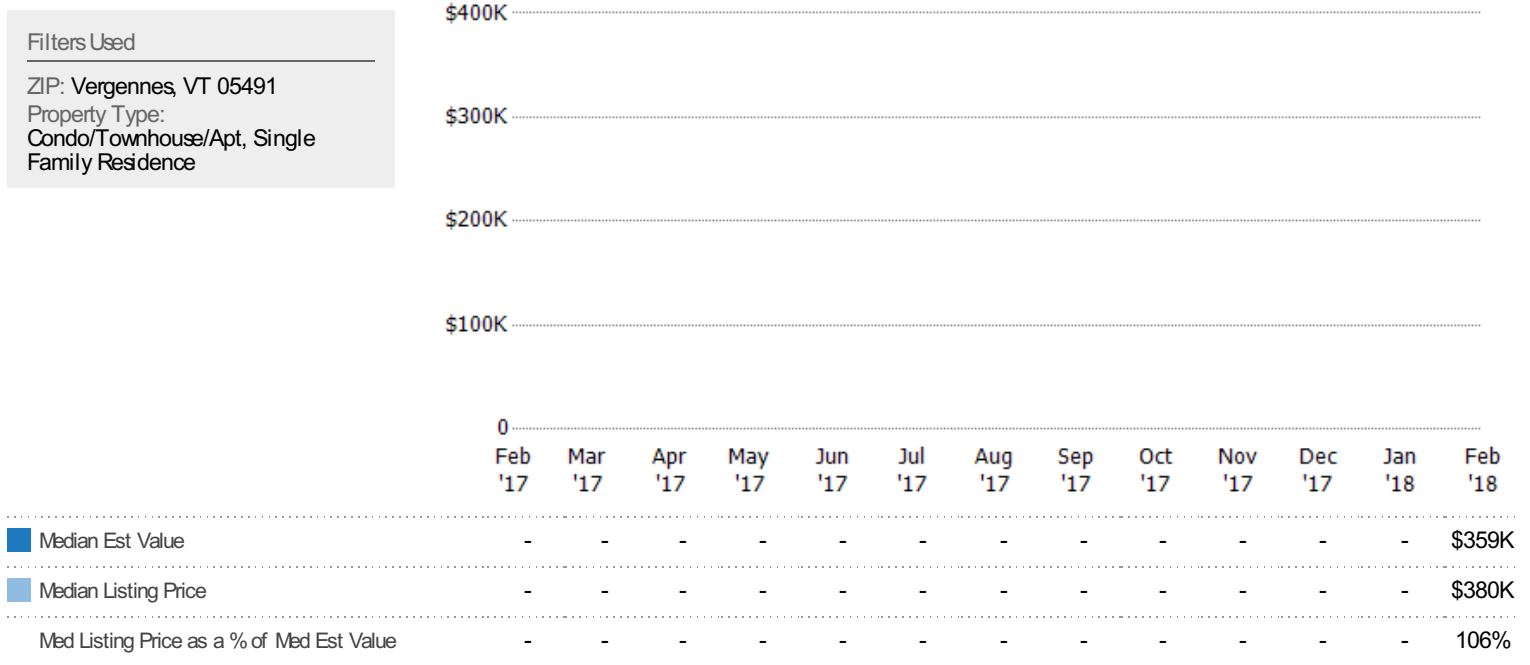 Filters Used
ZIP: Vergennes, VT 05491
Property Type:
Condo/Townhouse/Apt, Single
Family Residence
$400K
$300K
$200K
$100K
0
Feb Mar Apr May Jun Jul Aug Sep Oct Nov Dec Jan Feb
'17 '17 '17 '17 '17 '17 '17 '17 '17 '17 '17 '18 '18
Median Est Value - - - - - - - - - - - - $359K
Median Listing Price - - - - - - - - - - - - $380K
Med Listing Price as a % of Med Est Value - - - - - - - - - - - - 106%